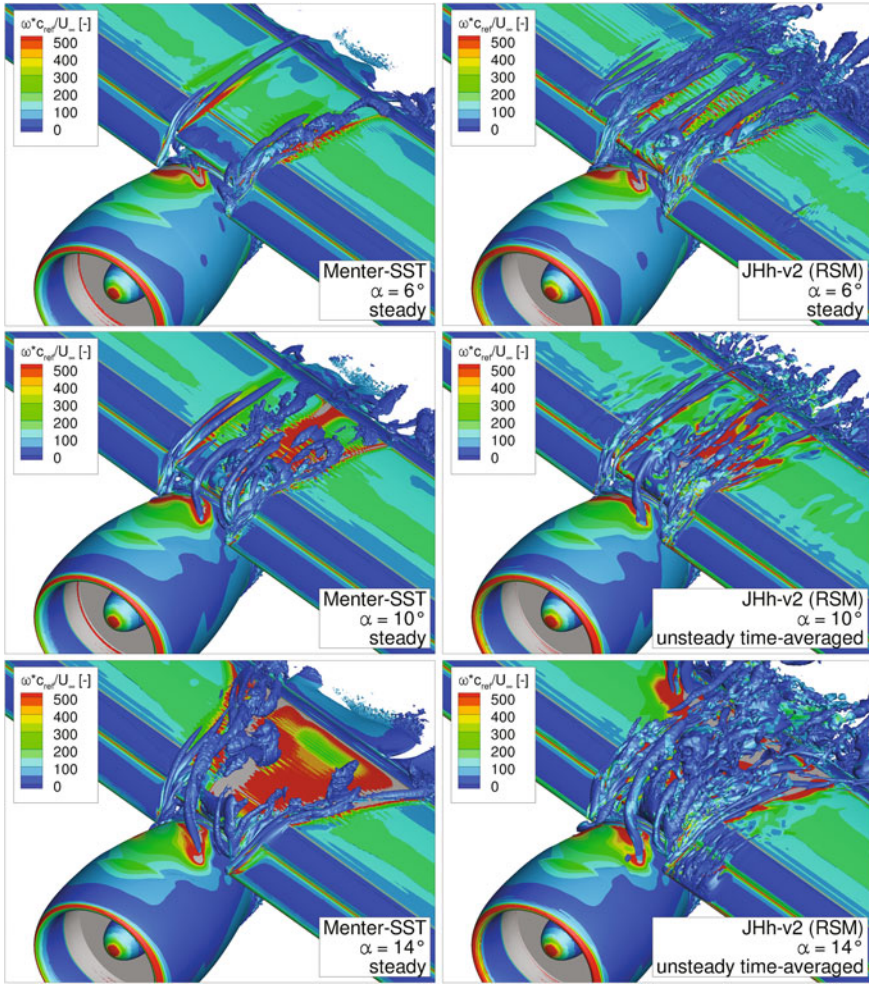 ω*c_ref/U_∞ [-]
500
400
300
200
100
0
Menter-SST
α = 6°
steady
ω*c_ref/U_∞ [-]
500
400
300
200
100
0
JHh-v2 (RSM)
α = 6°
steady
ω*c_ref/U_∞ [-]
500
400
300
200
100
0
Menter-SST
α = 10°
steady
ω*c_ref/U_∞ [-]
500
400
300
200
100
0
JHh-v2 (RSM)
α = 10°
unsteady time-averaged
ω*c_ref/U_∞ [-]
500
400
300
200
100
0
Menter-SST
α = 14°
steady
ω*c_ref/U_∞ [-]
500
400
300
200
100
0
JHh-v2 (RSM)
α = 14°
unsteady time-averaged